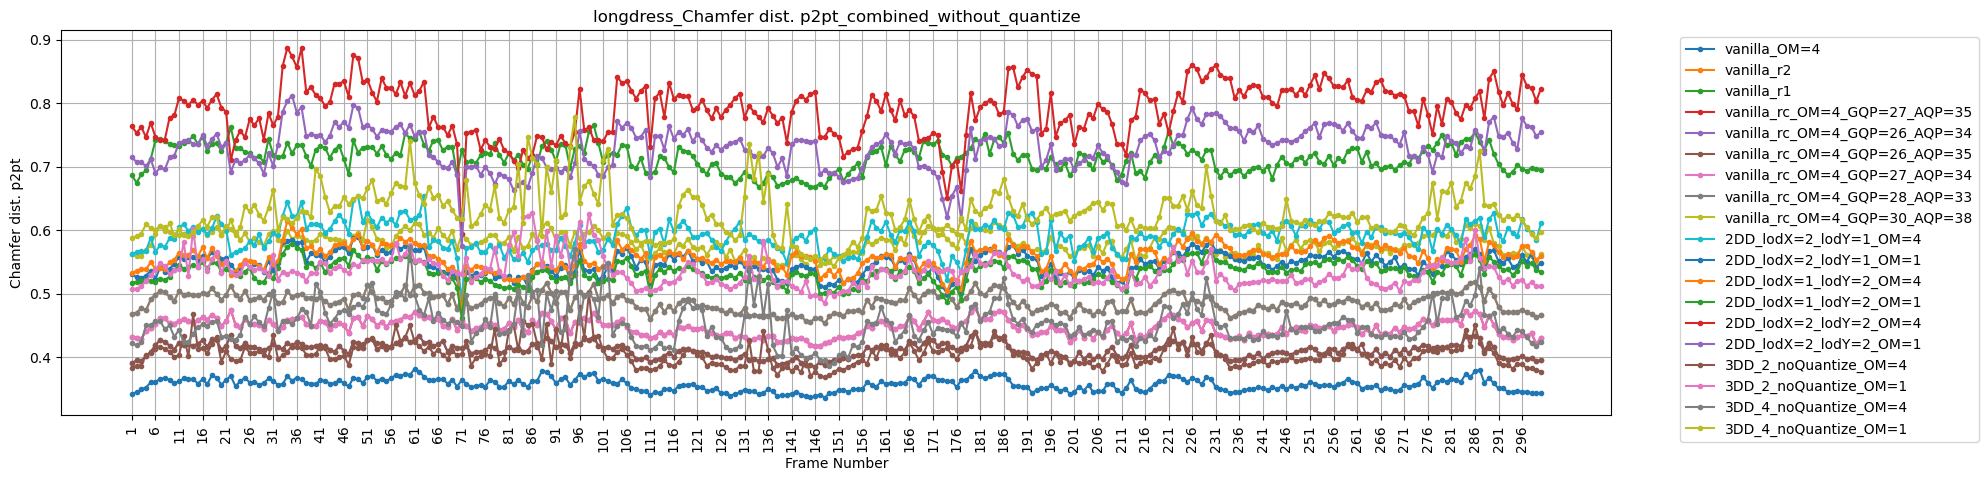 longdress_Chamfer dist. p2pt_combined_without_quantize
Chamfer dist. p2pt
0.9
0.8
0.7
0.6
0.5
0.4
1 6 11 16 21 26 31 36 41 46 51 56 61 66 71 76 81 86 91 96 101 106 111 116 121 126 131 136 141 146 151 156 161 166 171 176 181 186 191 196 201 206 211 216 221 226 231 236 241 246 251 256 261 266 271 276 281 286 291 296
Frame Number
vanilla_OM=4
vanilla_r2
vanilla_r1
vanilla_rc_OM=4_GQP=27_AQP=35
vanilla_rc_OM=4_GQP=26_AQP=34
vanilla_rc_OM=4_GQP=26_AQP=35
vanilla_rc_OM=4_GQP=27_AQP=34
vanilla_rc_OM=4_GQP=28_AQP=33
vanilla_rc_OM=4_GQP=30_AQP=38
2DD_lodX=2_lodY=1_OM=4
2DD_lodX=2_lodY=1_OM=1
2DD_lodX=1_lodY=2_OM=4
2DD_lodX=1_lodY=2_OM=1
2DD_lodX=2_lodY=2_OM=4
2DD_lodX=2_lodY=2_OM=1
3DD_2_noQuantize_OM=4
3DD_2_noQuantize_OM=1
3DD_4_noQuantize_OM=4
3DD_4_noQuantize_OM=1